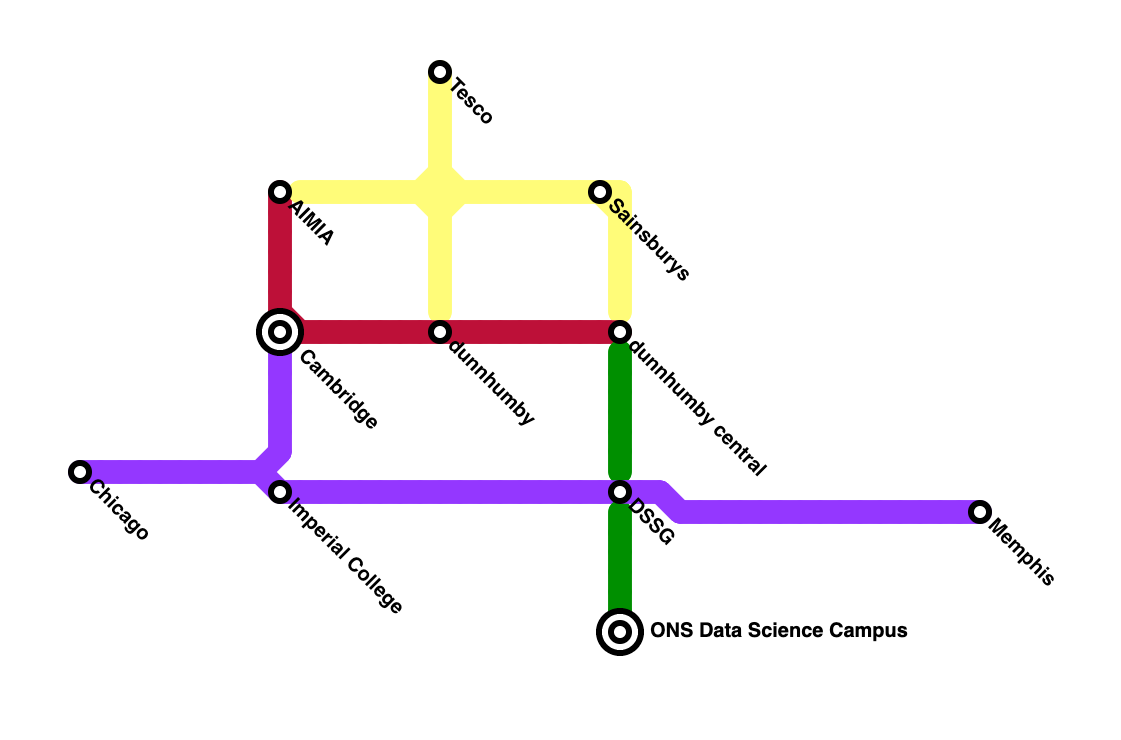 Tesco
AIMIA
Sainsburys
Cambridge
dunnhumby
dunnhumby central
Chicago
Imperial College
DSSG
Memphis
ONS Data Science Campus